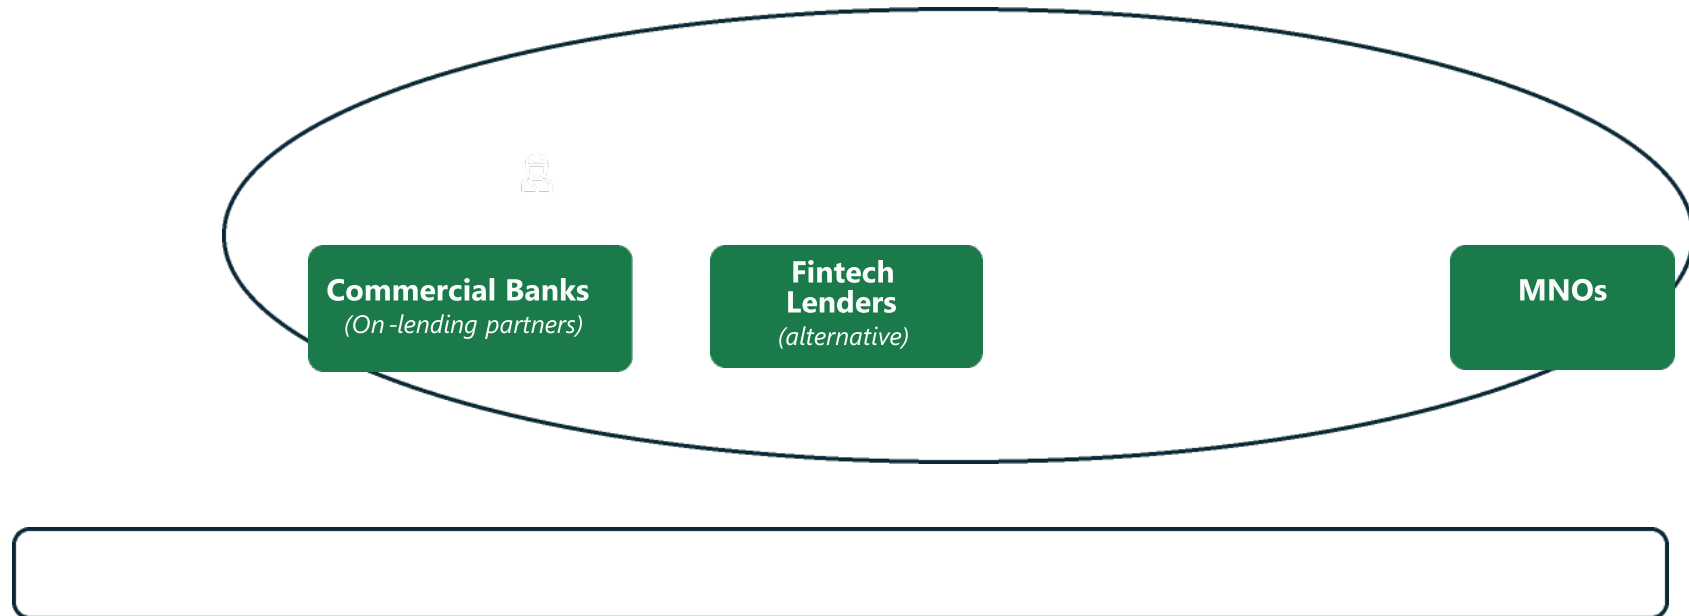 Commercial Banks
(On-lending partners)
Fintech
Lenders
(alternative)
MNOs